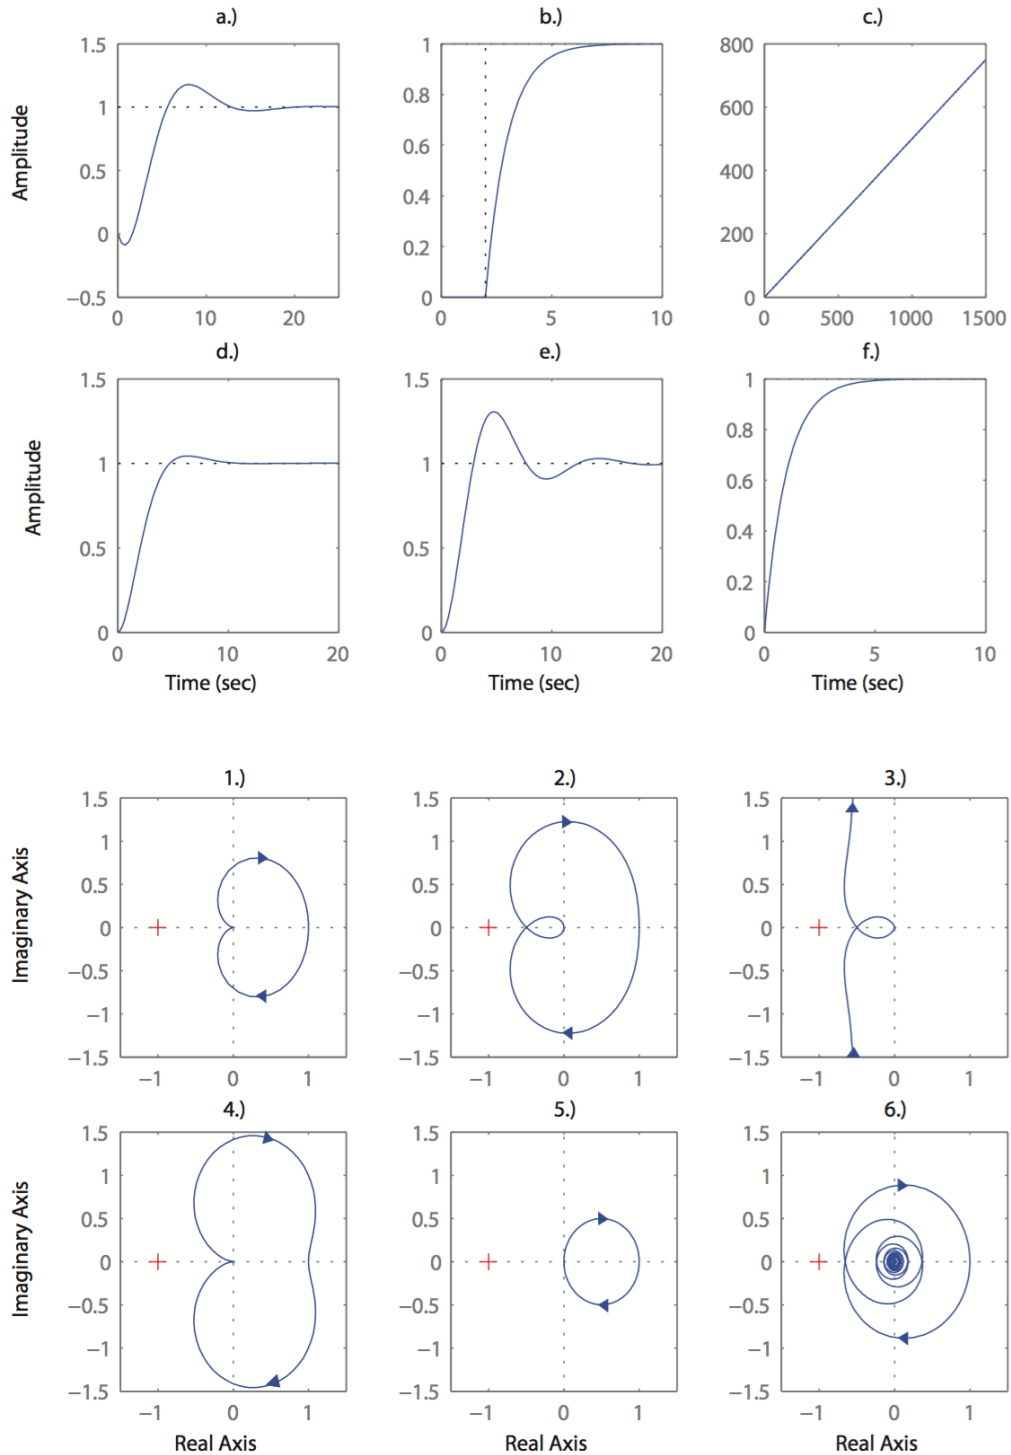 a.) b.) c.)
1.5 1 800
1 0.8 600
0.5 0.6 400
0 0.4 200
−0.5 0.2 0
0
0 10 20 0 5 10 0 500 1000 1500
Amplitude
d.) e.) f.)
1.5 1.5 1
1 1 0.8
0.5 0.5 0.6
0 0 0.4
0.2
0
0 10 20 0 5 10 15 20 0 5 10
Amplitude
Time (sec) Time (sec) Time (sec)
1.) 2.) 3.)
1.5 1.5 1.5
1 1 1
0.5 0.5 0.5
0 0 0
−0.5 −0.5 −0.5
−1 −1 −1
−1.5 −1.5 −1.5
−1 0 1 −1 0 1 −1 0 1
Imaginary Axis
4.) 5.) 6.)
1.5 1.5 1.5
1 1 1
0.5 0.5 0.5
0 0 0
−0.5 −0.5 −0.5
−1 −1 −1
−1.5 −1.5 −1.5
−1 0 1 −1 0 1 −1 0 1
Imaginary Axis
Real Axis Real Axis Real Axis